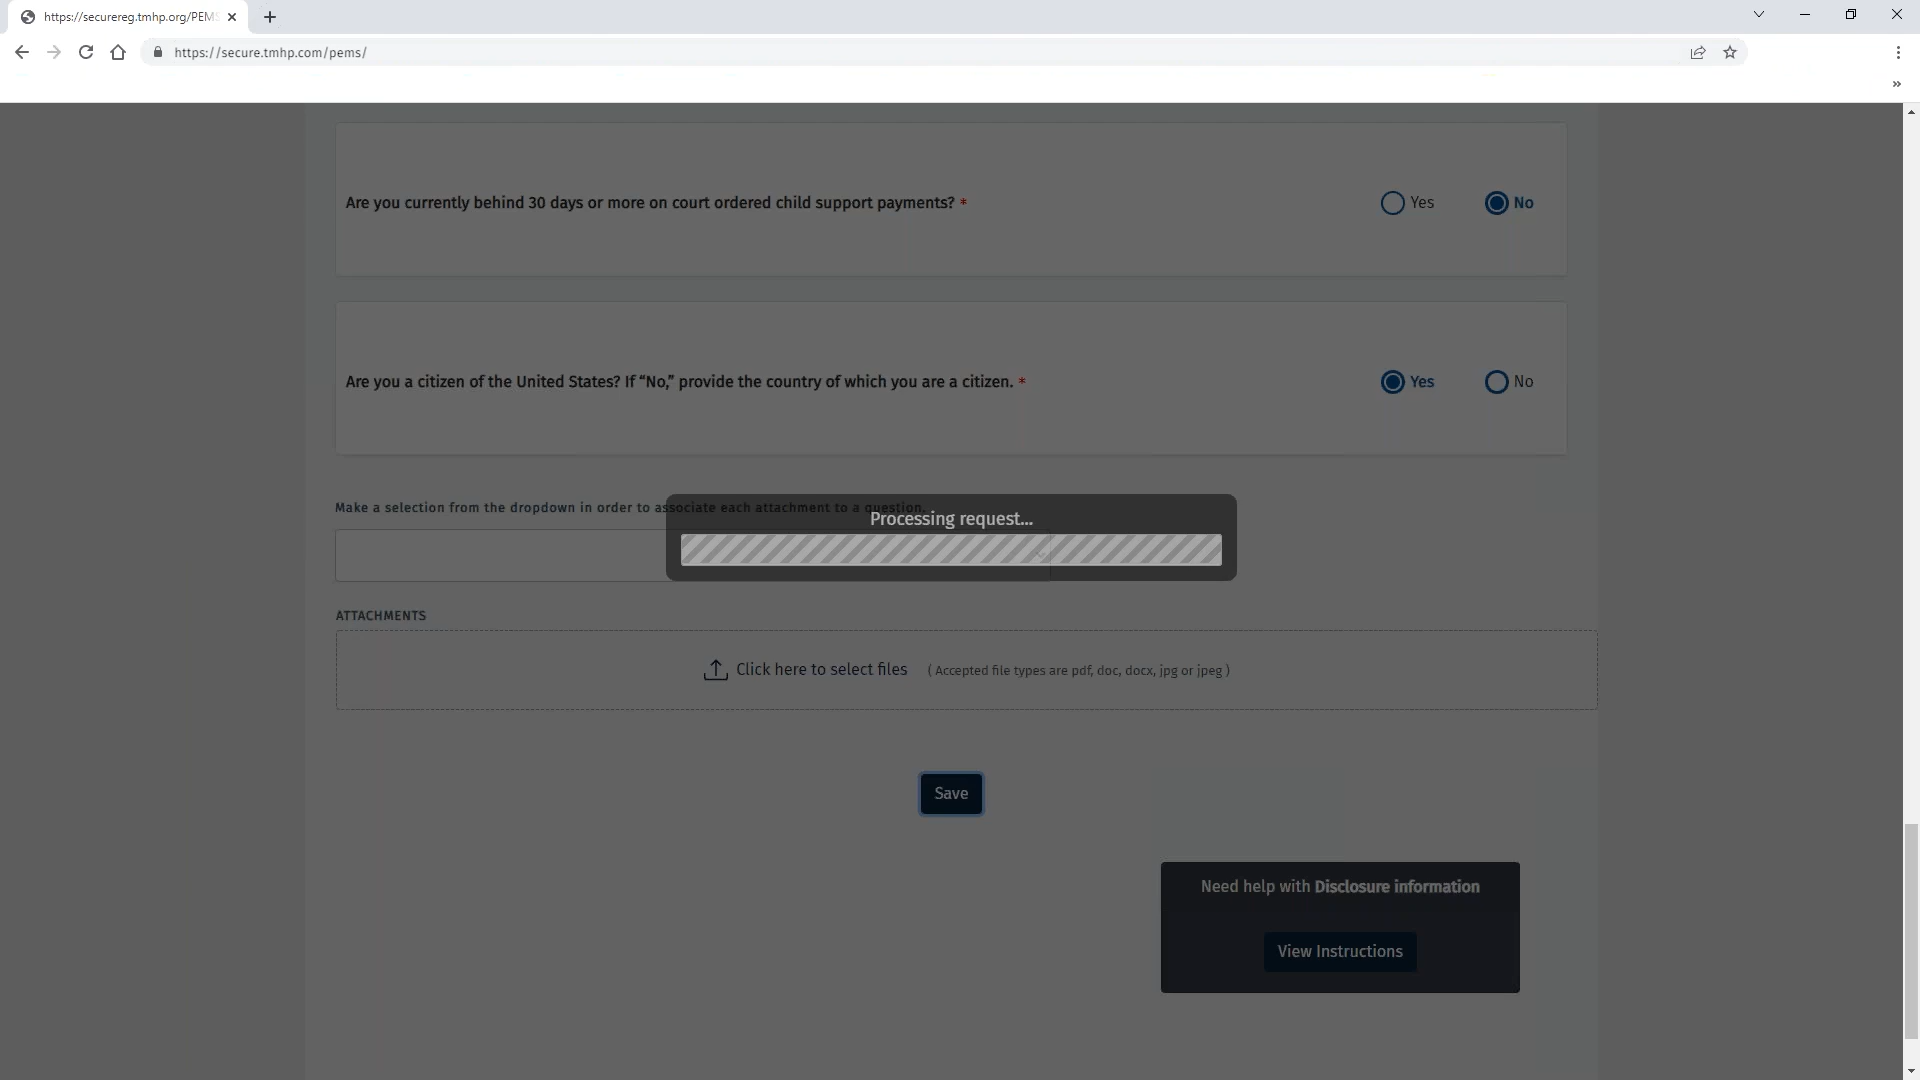 https://securereg.tmhp.org/PEMS
https://secure.tmhp.com/pems/
Are you currently behind 30 days or more on court ordered child support payments? *
Yes
No
Are you a citizen of the United States? If “No,” provide the country of which you are a citizen. *
Yes
No
Make a selection from the dropdown in order to associate each attachment to a question.
Processing request...
ATTACHMENTS
Click here to select files ( Accepted file types are pdf, doc, docx, jpg or jpeg )
Save
Need help with Disclosure information
View Instructions